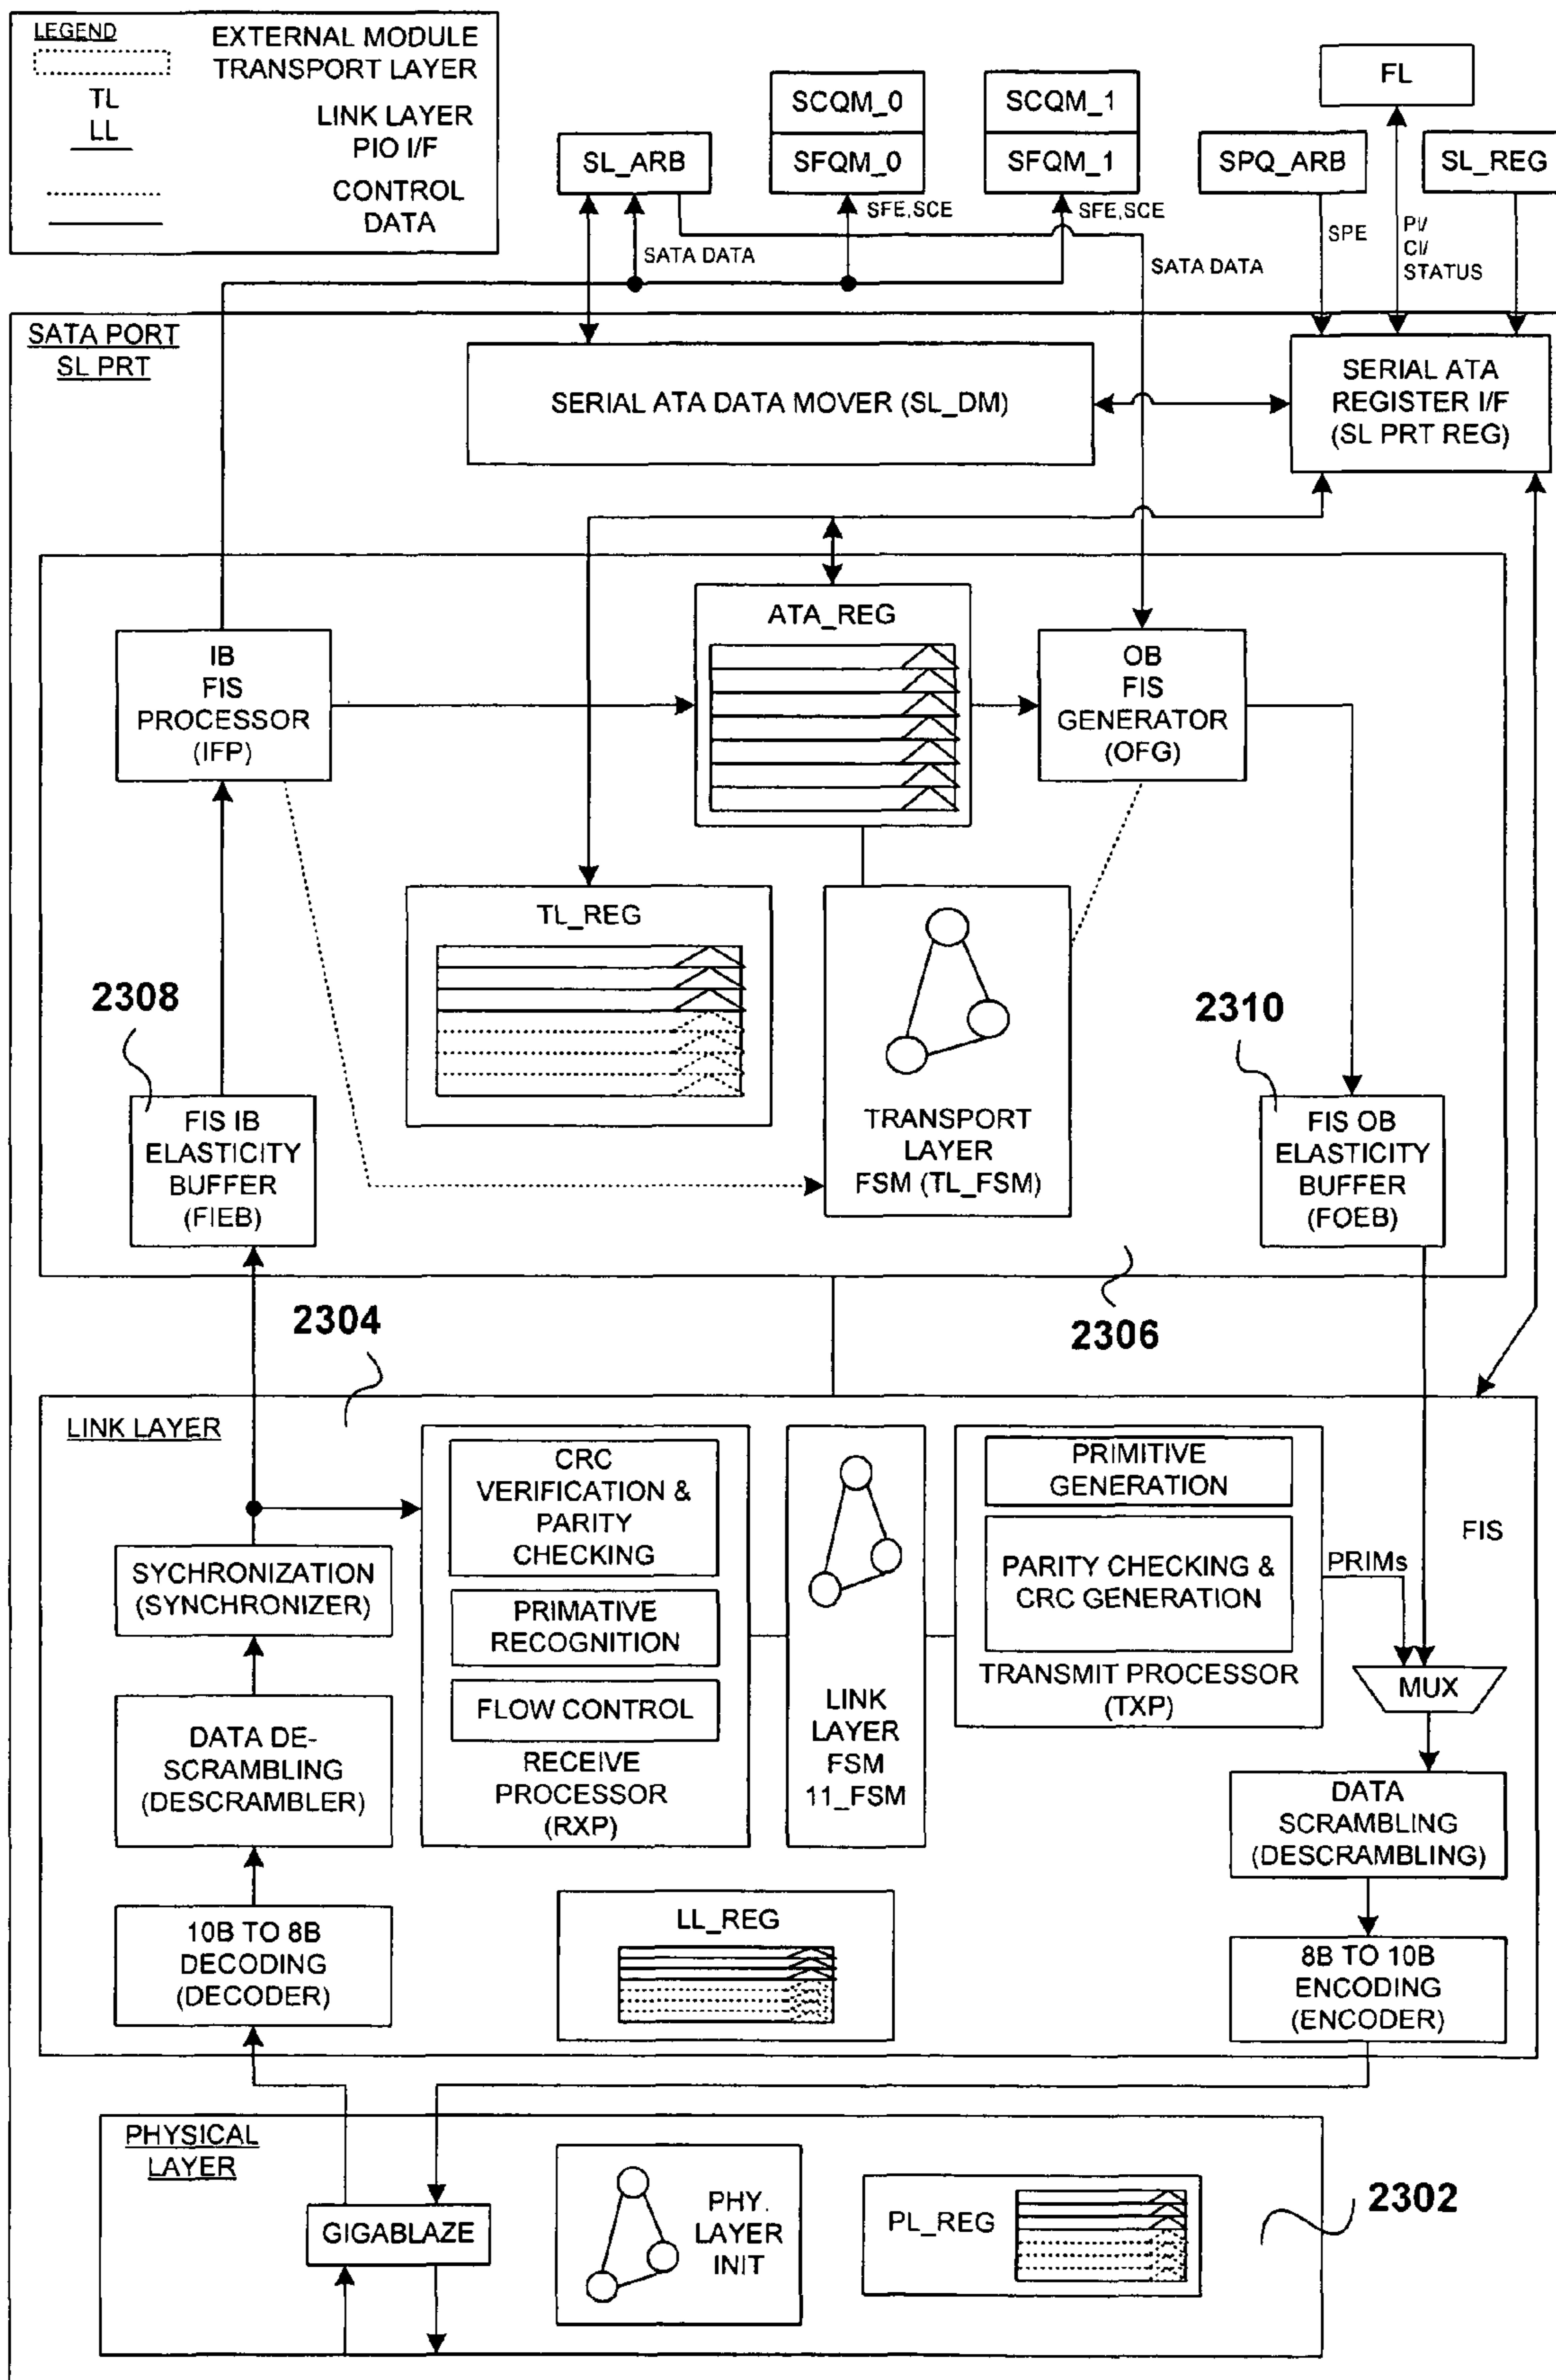 LEGEND
EXTERNAL MODULE
TRANSPORT LAYER
TL
LL
LINK LAYER
PIO I/F
CONTROL
DATA
SCQM_0
SFQM_0
SCQM_1
SFQM_1
FL
SL_ARB
SPQ_ARB
SL_REG
SFE,SCE
SFE,SCE
SATA DATA
SATA DATA
SPE
PI/
CI/
STATUS
SATA PORT
SL PRT
SERIAL ATA DATA MOVER (SL_DM)
SERIAL ATA
REGISTER I/F
(SL PRT REG)
IB
FIS
PROCESSOR
(IFP)
ATA_REG
OB
FIS
GENERATOR
(OFG)
TL_REG
TRANSPORT
LAYER
FSM (TL_FSM)
2308
FIS IB
ELASTICITY
BUFFER
(FIEB)
2310
FIS OB
ELASTICITY
BUFFER
(FOEB)
2304
2306
LINK LAYER
CRC
VERIFICATION &
PARITY
CHECKING
PRIMATIVE
RECOGNITION
FLOW CONTROL
RECEIVE
PROCESSOR
(RXP)
LINK
LAYER
FSM
11_FSM
PRIMITIVE
GENERATION
PARITY CHECKING &
CRC GENERATION
TRANSMIT PROCESSOR
(TXP)
FIS
PRIMs
MUX
SYCHRONIZATION
(SYNCHRONIZER)
DATA DE-
SCRAMBLING
(DESCRAMBLER)
10B TO 8B
DECODING
(DECODER)
LL_REG
DATA
SCRAMBLING
(DESCRAMBLING)
8B TO 10B
ENCODING
(ENCODER)
PHYSICAL
LAYER
GIGABLAZE
PHY.
LAYER
INIT
PL_REG
2302